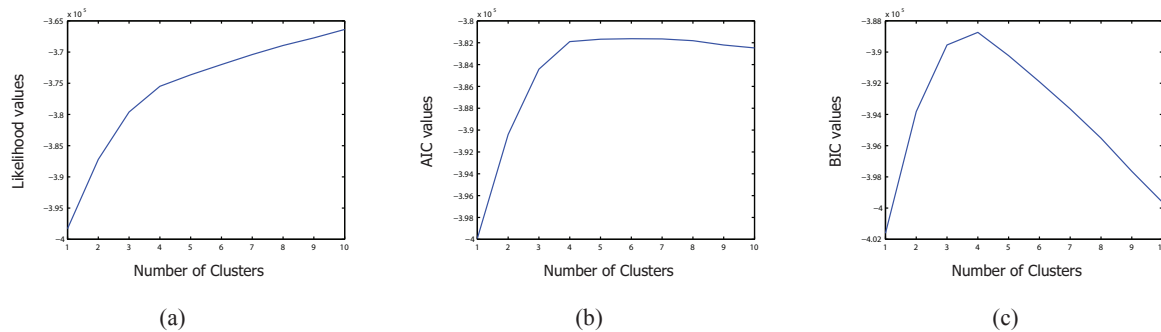 x 10⁵
−3.65
−3.7
−3.75
−3.8
−3.85
−3.9
−3.95
−4
1 2 3 4 5 6 7 8 9 10
Likelihood values
Number of Clusters
(a)
x 10⁵
−3.8
−3.82
−3.84
−3.86
−3.88
−3.9
−3.92
−3.94
−3.96
−3.98
−4
1 2 3 4 5 6 7 8 9 10
AIC values
Number of Clusters
(b)
x 10⁵
−3.88
−3.9
−3.92
−3.94
−3.96
−3.98
−4
−4.02
1 2 3 4 5 6 7 8 9 10
BIC values
Number of Clusters
(c)